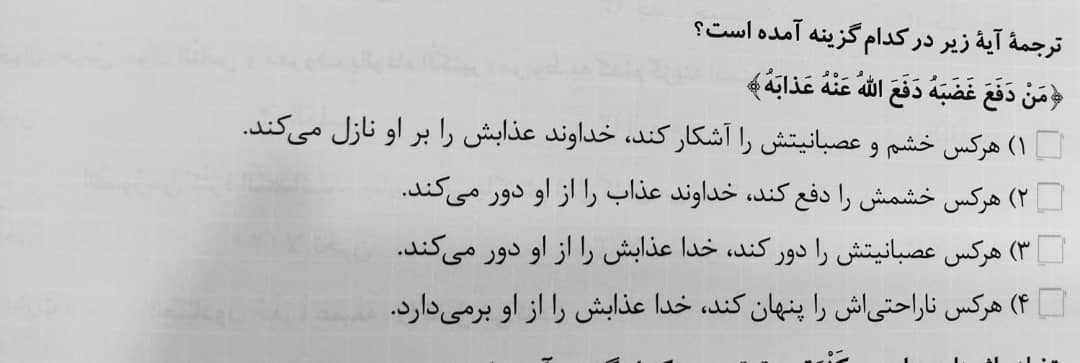 ترجمهٔ آیهٔ زیر در کدام گزینه آمده است؟
﴿مَنْ دَفَعَ غَضَبَهُ دَفَعَ اللهُ عَنْهُ عَذابَهُ﴾
۱) هرکس خشم و عصبانیتش را آشکار کند، خداوند عذابش را بر او نازل می‌کند.
۲) هرکس خشمش را دفع کند، خداوند عذاب را از او دور می‌کند.
۳) هرکس عصبانیتش را دور کند، خدا عذابش را از او دور می‌کند.
۴) هرکس ناراحتی‌اش را پنهان کند، خدا عذابش را از او برمی‌دارد.